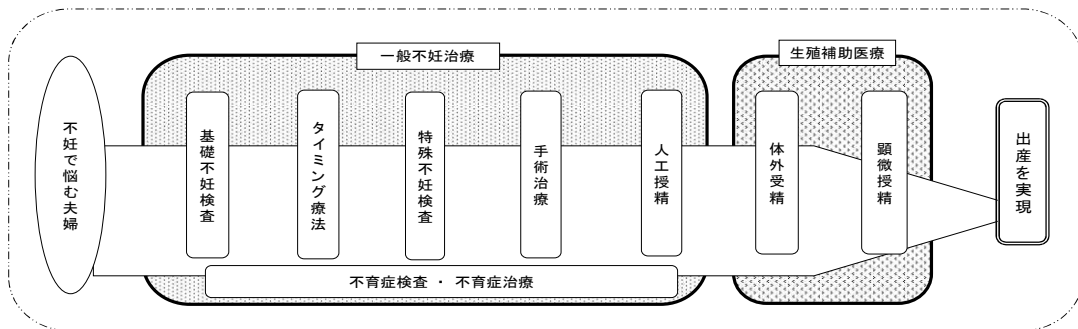 一般不妊治療
生殖補助医療
不妊で悩む夫婦
基礎不妊検査
タイミング療法
特殊不妊検査
手術治療
人工授精
体外受精
顕微授精
出産を実現
不育症検査 ・ 不育症治療